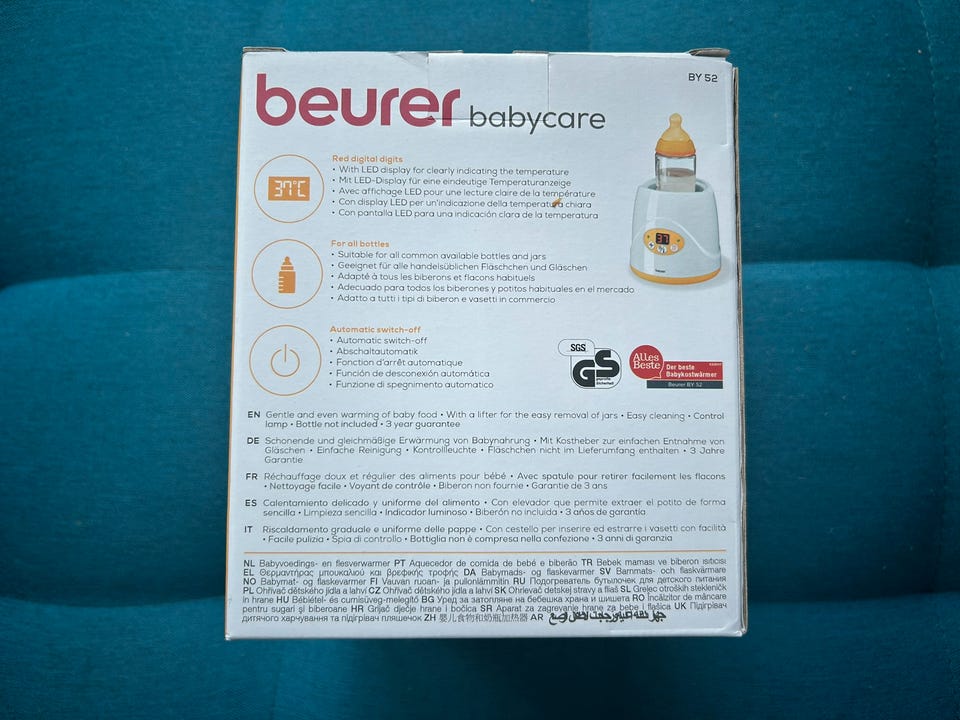 BY 52
beurer babycare
Red digital digits
• With LED display for clearly indicating the temperature
• Mit LED-Display für eine eindeutige Temperaturanzeige
• Avec affichage LED pour une lecture claire de la température
• Con display LED per un'indicazione della temperatura chiara
• Con pantalla LED para una indicación clara de la temperatura
37°C
37
beurer
For all bottles
• Suitable for all common available bottles and jars
• Geeignet für alle handelsüblichen Fläschchen und Gläschen
• Adapté à tous les biberons et flacons habituels
• Adecuado para todos los biberones y potitos habituales en el mercado
• Adatto a tutti i tipi di biberon e vasetti in commercio
Automatic switch-off
• Automatic switch-off
• Abschaltautomatik
• Fonction d'arrêt automatique
• Función de desconexión automática
• Funzione di spegnimento automatico
SGS
GS
geprüfte
Sicherheit
Alles
Beste
Der beste
Babykostwärmer
Beurer BY 52
EN Gentle and even warming of baby food • With a lifter for the easy removal of jars • Easy cleaning • Control
lamp • Bottle not included • 3 year guarantee
DE Schonende und gleichmäßige Erwärmung von Babynahrung • Mit Kostheber zur einfachen Entnahme von
Gläschen • Einfache Reinigung • Kontrollleuchte • Fläschchen nicht im Lieferumfang enthalten • 3 Jahre
Garantie
FR Réchauffage doux et régulier des aliments pour bébé • Avec spatule pour retirer facilement les flacons
• Nettoyage facile • Voyant de contrôle • Biberon non fournie • Garantie de 3 ans
ES Calentamiento delicado y uniforme del alimento • Con elevador que permite extraer el potito de forma
sencilla • Limpieza sencilla • Indicador luminoso • Biberón no incluida • 3 años de garantía
IT Riscaldamento graduale e uniforme delle pappe • Con cestello per inserire ed estrarre i vasetti con facilità
• Facile pulizia • Spia di controllo • Bottiglia non è compresa nella confezione • 3 anni di garanzia
NL Babyvoedings- en flesverwarmer PT Aquecedor de comida de bebé e biberão TR Bebek maması ve biberon ısıtıcısı
EL Θερμαντήρας μπουκαλιού και βρεφικής τροφής DA Babymads- og flaskevarmer SV Barnmats- och flaskvärmare
NO Babymat- og flaskevarmer FI Vauvan ruoan- ja pullonlämmitin RU Подогреватель бутылочек для детского питания
PL Ohřívač dětského jídla a lahví CZ Ohřívač dětského jídla a lahví SK Ohrievač detskej stravy a fliaš SL Grelec otroških stekleničk
in hrane HU Bébiétel- és cumisüveg-melegítő BG Уред за затопляне на бебешка храна и шишета RO Încălzitor de mâncare
pentru sugari și biberoane HR Grijač dječje hrane i bočica SR Aparat za zagrevanje hrane za bebe i flašica UK Підігрівач
дитячого харчування та підігрівач пляшечок ZH 婴儿食物和奶瓶加热器 AR